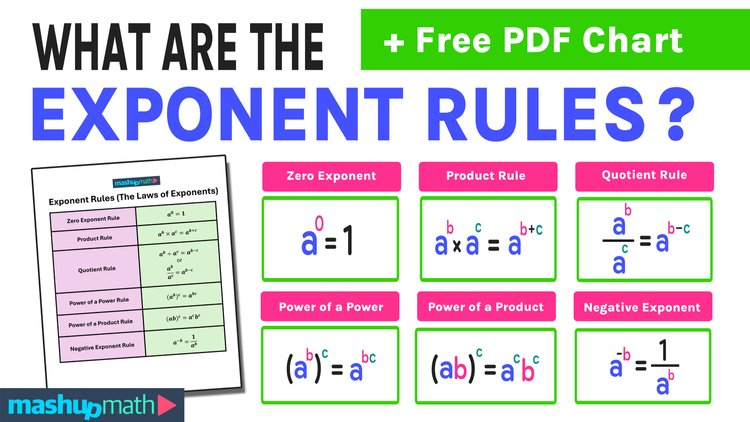 WHAT ARE THE
+ Free PDF Chart
EXPONENT RULES?
mashupmath
Exponent Rules (The Laws of Exponents)
Zero Exponent Rule a⁰ = 1
Product Rule aᵇ × aᶜ = aᵇ⁺ᶜ
Quotient Rule aᵇ ÷ aᶜ = aᵇ⁻ᶜ
or
aᵇ/aᶜ = aᵇ⁻ᶜ
Power of a Power Rule (aᵇ)ᶜ = aᵇᶜ
Power of a Product Rule (ab)ᶜ = aᶜbᶜ
Negative Exponent Rule a⁻ᵇ = 1/aᵇ
Zero Exponent
a⁰ = 1
Product Rule
aᵇ × aᶜ = aᵇ⁺ᶜ
Quotient Rule
aᵇ/aᶜ = aᵇ⁻ᶜ
Power of a Power
(aᵇ)ᶜ = aᵇᶜ
Power of a Product
(ab)ᶜ = aᶜbᶜ
Negative Exponent
a⁻ᵇ = 1/aᵇ
mashupmath